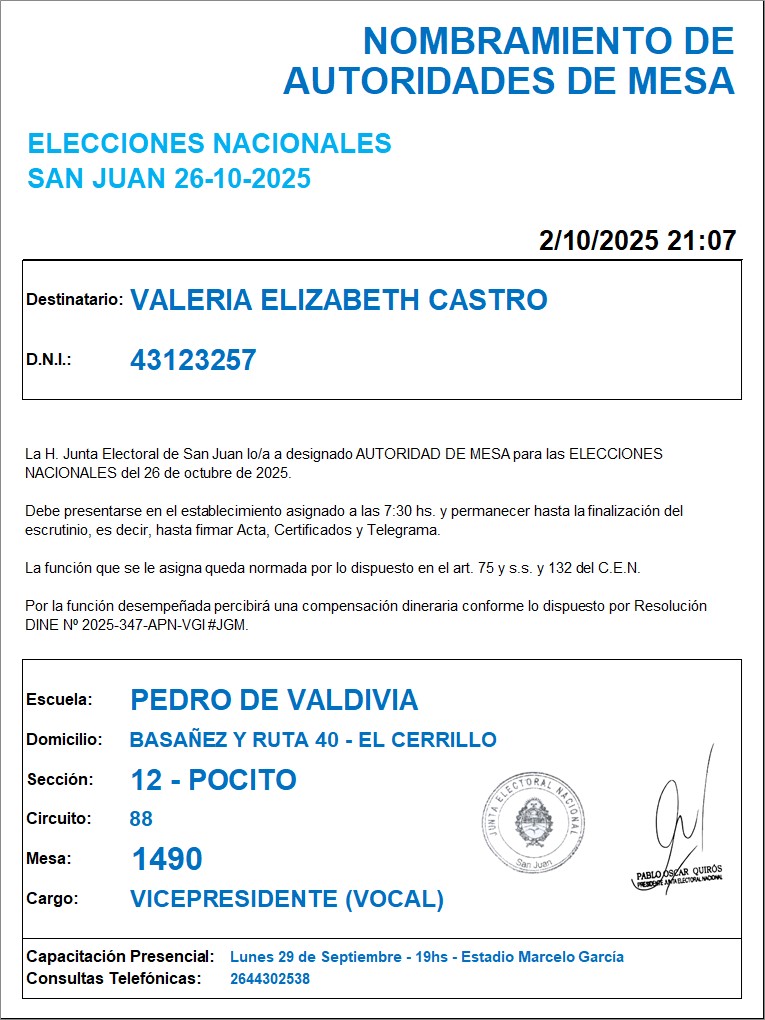 NOMBRAMIENTO DE
AUTORIDADES DE MESA
ELECCIONES NACIONALES
SAN JUAN 26-10-2025
2/10/2025 21:07
Destinatario: VALERIA ELIZABETH CASTRO
D.N.I.: 43123257
La H. Junta Electoral de San Juan lo/a a designado AUTORIDAD DE MESA para las ELECCIONES
NACIONALES del 26 de octubre de 2025.
Debe presentarse en el establecimiento asignado a las 7:30 hs. y permanecer hasta la finalización del
escrutinio, es decir, hasta firmar Acta, Certificados y Telegrama.
La función que se le asigna queda normada por lo dispuesto en el art. 75 y s.s. y 132 del C.E.N.
Por la función desempeñada percibirá una compensación dineraria conforme lo dispuesto por Resolución
DINE Nº 2025-347-APN-VGI#JGM.
Escuela: PEDRO DE VALDIVIA
Domicilio: BASAÑEZ Y RUTA 40 - EL CERRILLO
Sección: 12 - POCITO
Circuito: 88
Mesa: 1490
Cargo: VICEPRESIDENTE (VOCAL)
JUNTA ELECTORAL NACIONAL
San Juan
PABLO OSCAR QUIRÓS
PRESIDENTE JUNTA ELECTORAL NACIONAL
Capacitación Presencial: Lunes 29 de Septiembre - 19hs - Estadio Marcelo García
Consultas Telefónicas: 2644302538